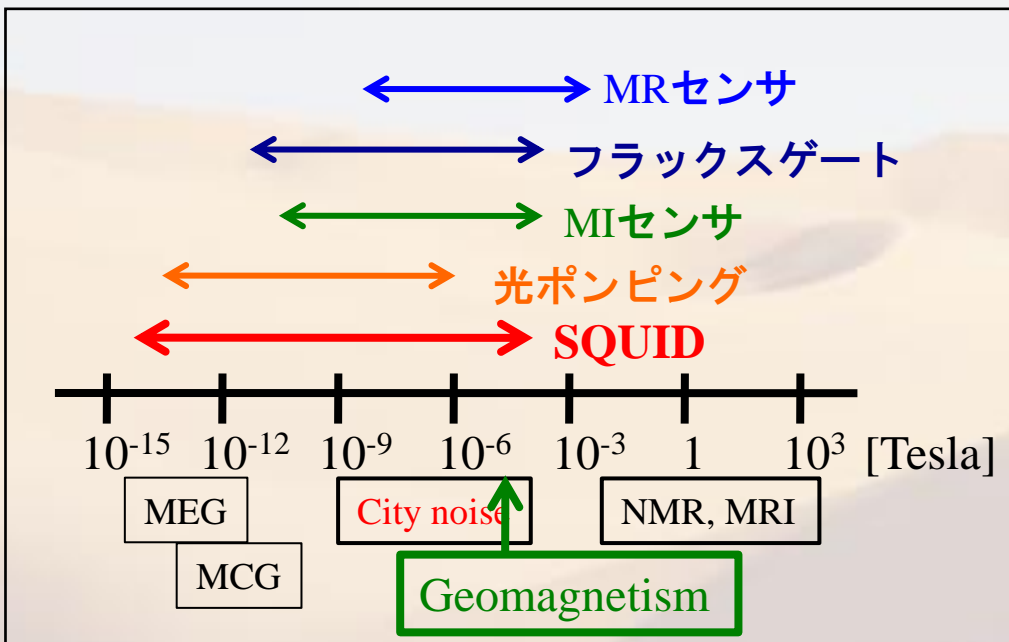 MRセンサ
フラックスゲート
MIセンサ
光ポンピング
SQUID
10⁻¹⁵ 10⁻¹² 10⁻⁹ 10⁻⁶ 10⁻³ 1 10³ [Tesla]
MEG City noise NMR, MRI
MCG
Geomagnetism